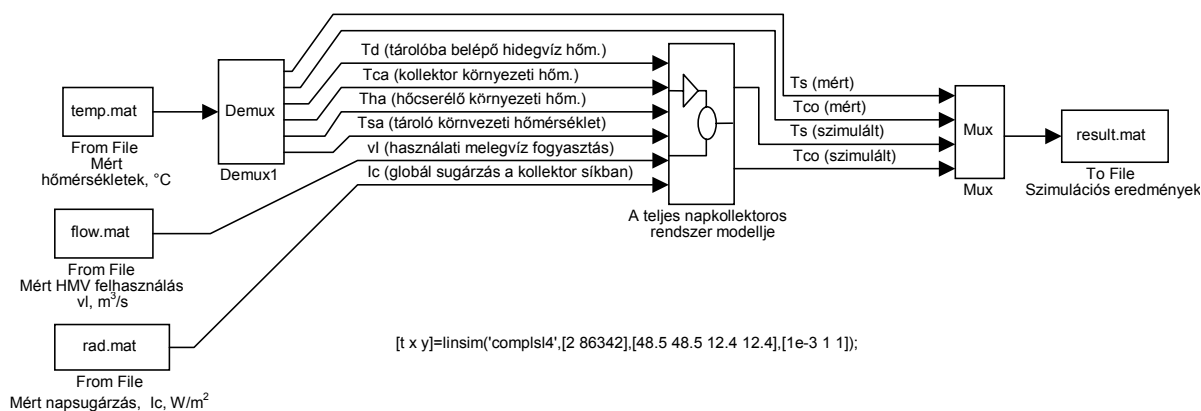 Td (tárolóba belépő hidegvíz hőm.)
Tca (kollektor környezeti hőm.)
Tha (hőcserélő környezeti hőm.)
Tsa (tároló körnvezeti hőmérséklet)
vl (használati melegvíz fogyasztás)
Ic (globál sugárzás a kollektor síkban)
temp.mat
From File
Mért
hőmérsékletek, °C
Demux
Demux1
flow.mat
From File
Mért HMV felhasználás
vl, m³/s
rad.mat
From File
Mért napsugárzás, Ic, W/m²
A teljes napkollektoros
rendszer modellje
Ts (mért)
Tco (mért)
Ts (szimulált)
Tco (szimulált)
Mux
Mux
result.mat
To File
Szimulációs eredmények
[t x y]=linsim('complsl4',[2 86342],[48.5 48.5 12.4 12.4],[1e-3 1 1]);